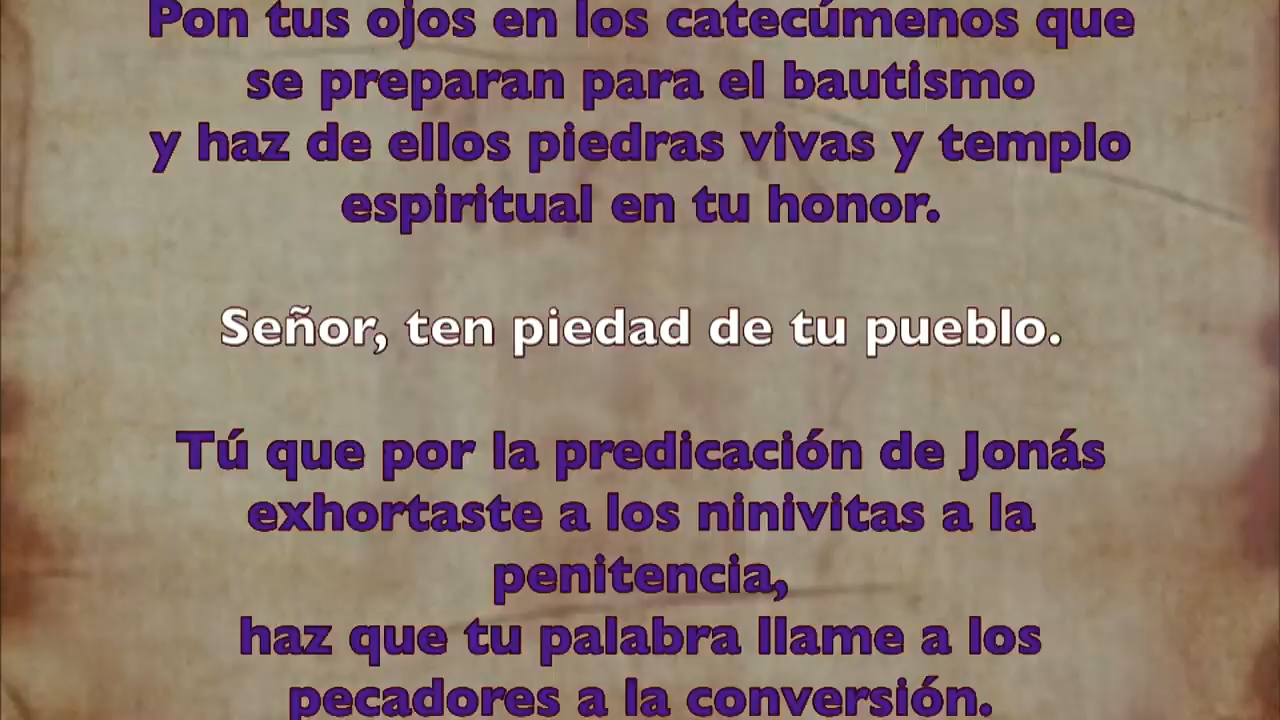 Pon tus ojos en los catecúmenos que
se preparan para el bautismo
y haz de ellos piedras vivas y templo
espiritual en tu honor.
Señor, ten piedad de tu pueblo.
Tú que por la predicación de Jonás
exhortaste a los ninivitas a la
penitencia,
haz que tu palabra llame a los
pecadores a la conversión.